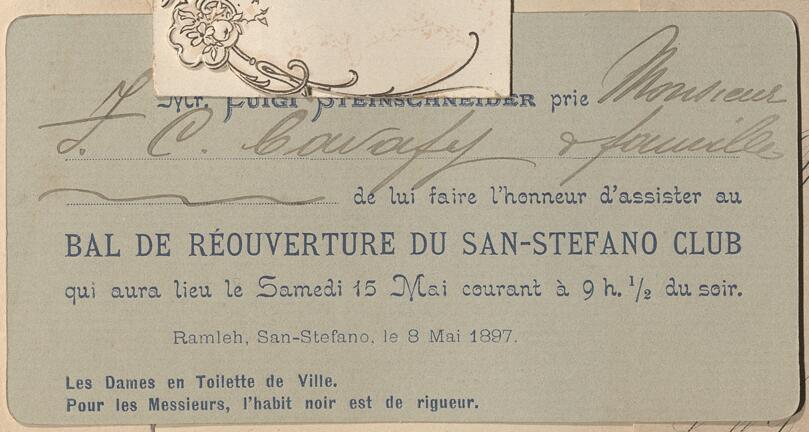 Mr. LUIGI STEINSCHNEIDER prie Monsieur
F. C. Cavafy & famille
de lui faire l'honneur d'assister au
BAL DE RÉOUVERTURE DU SAN-STEFANO CLUB
qui aura lieu le Samedi 15 Mai courant à 9 h. 1/2 du soir.
Ramleh, San-Stefano, le 8 Mai 1897.
Les Dames en Toilette de Ville.
Pour les Messieurs, l'habit noir est de rigueur.